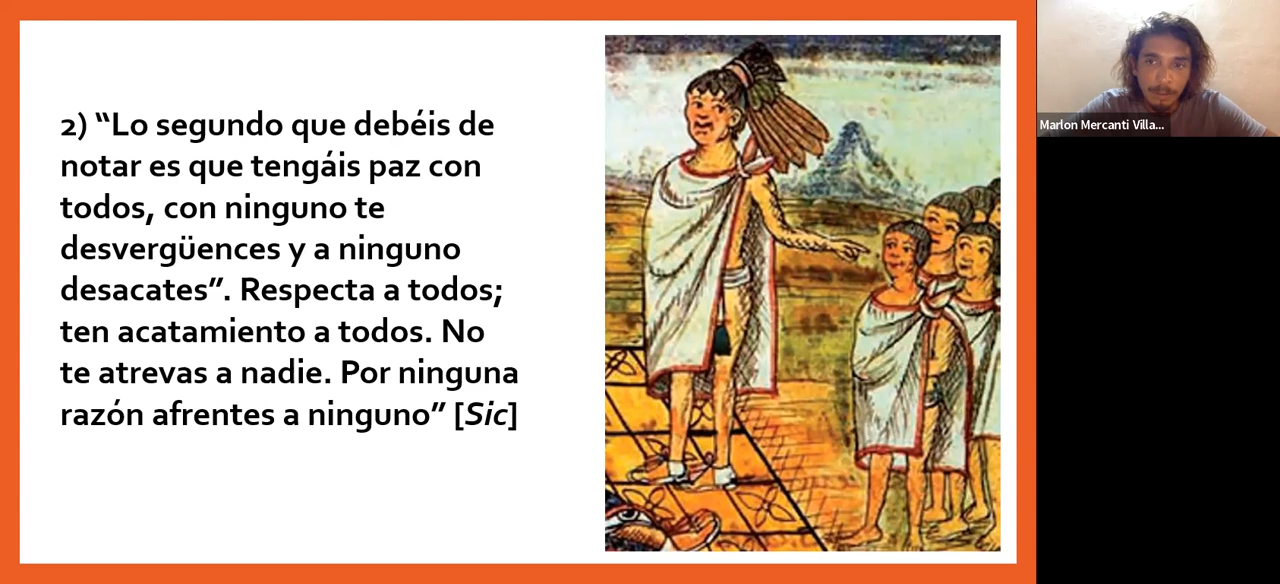 2) “Lo segundo que debéis de
notar es que tengáis paz con
todos, con ninguno te
desvergüences y a ninguno
desacates”. Respecta a todos;
ten acatamiento a todos. No
te atrevas a nadie. Por ninguna
razón afrentes a ninguno” [Sic]
Marlon Mercanti Villa...